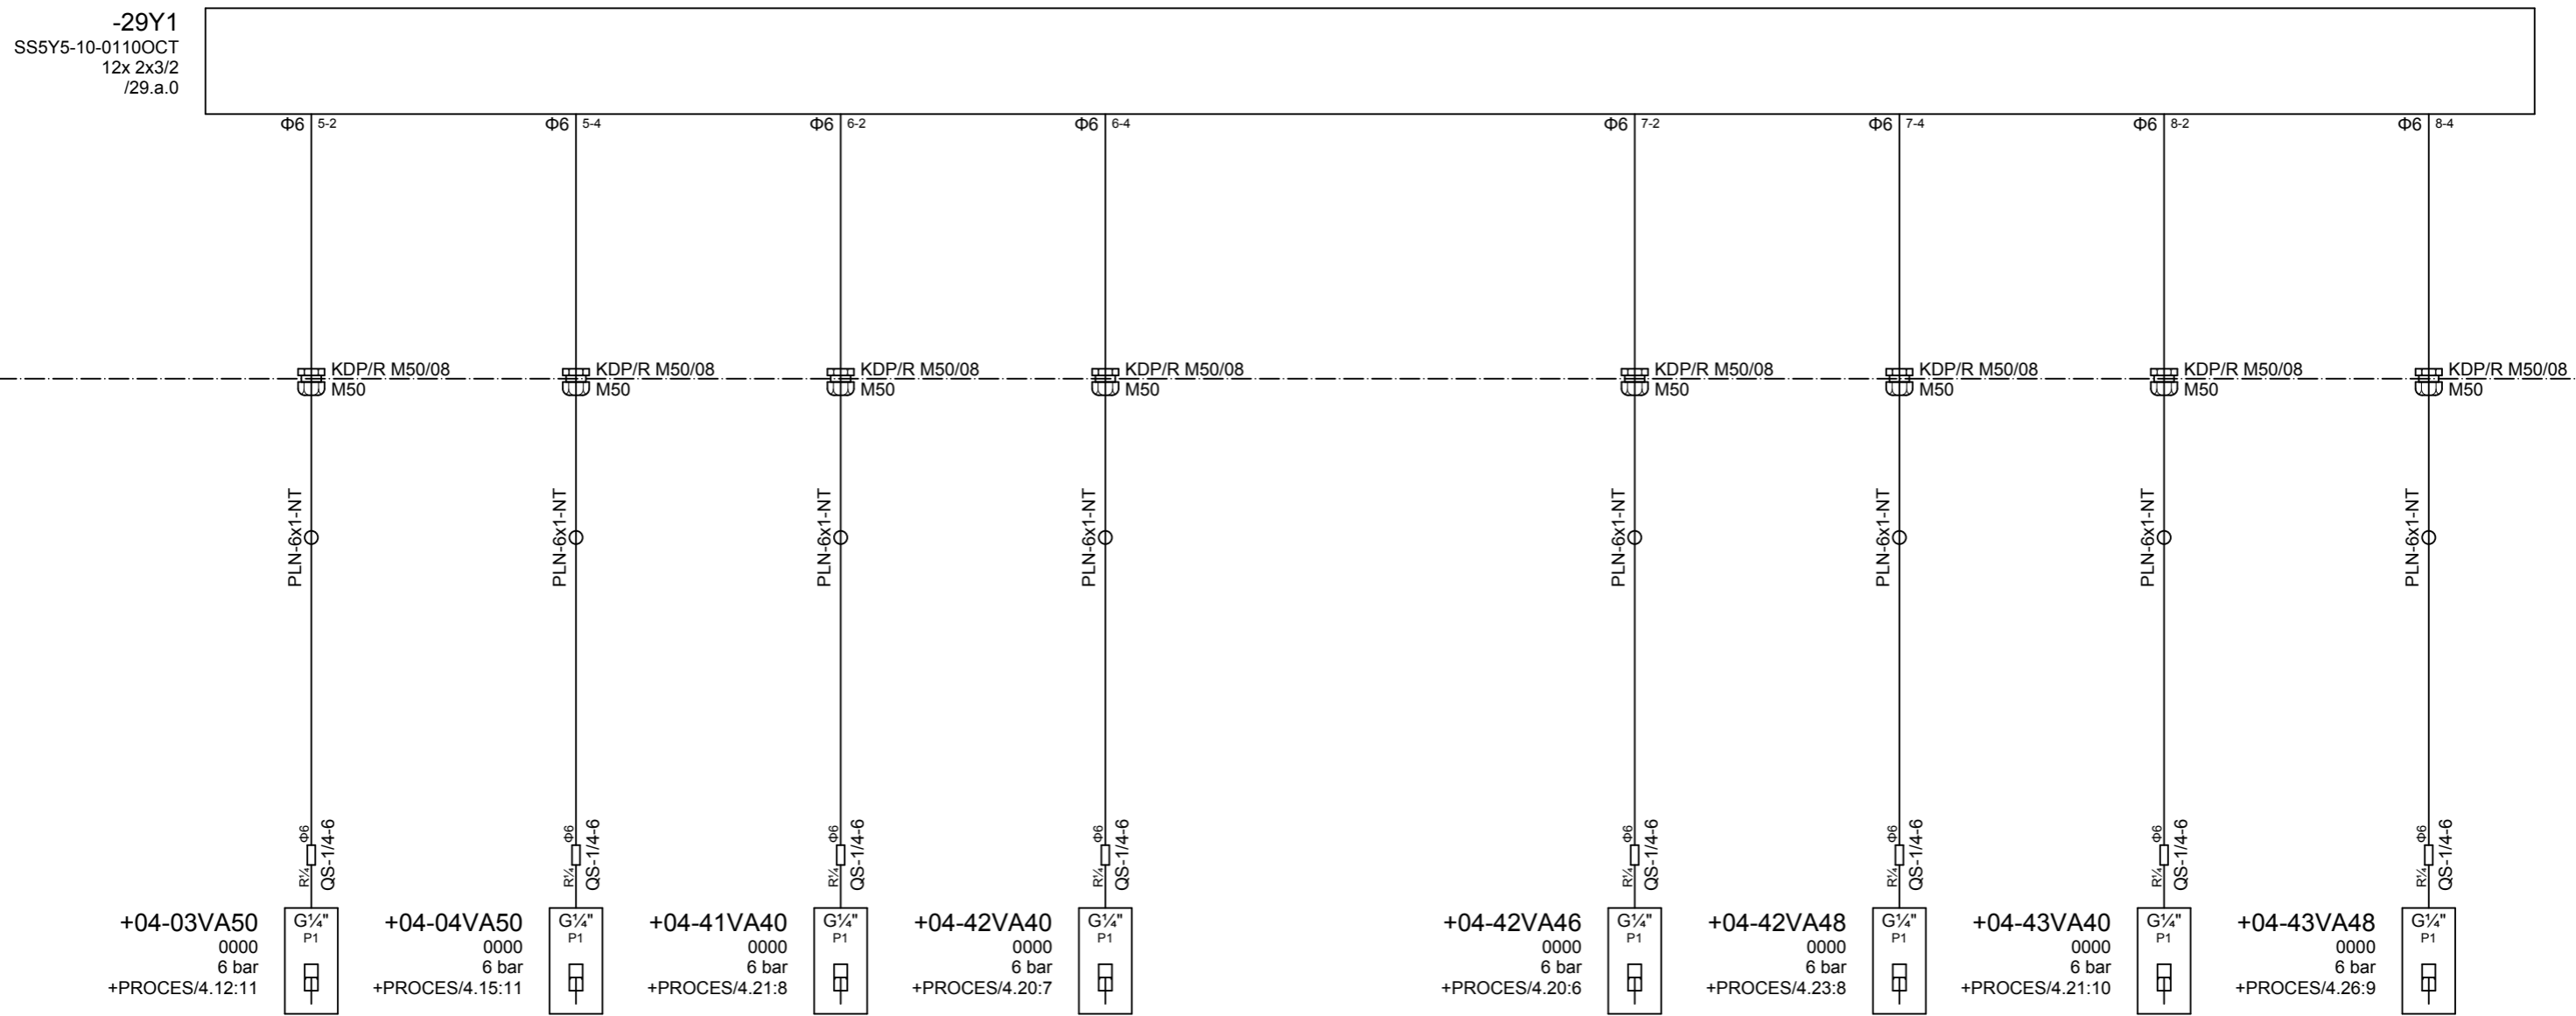 -29Y1
SS5Y5-10-0110OCT
12x 2x3/2
/29.a.0
Φ6 5-2 Φ6 5-4 Φ6 6-2 Φ6 6-4 Φ6 7-2 Φ6 7-4 Φ6 8-2 Φ6 8-4
KDP/R M50/08 KDP/R M50/08 KDP/R M50/08 KDP/R M50/08 KDP/R M50/08 KDP/R M50/08 KDP/R M50/08 KDP/R M50/08
M50 M50 M50 M50 M50 M50 M50 M50
PLN-6x1-NT PLN-6x1-NT PLN-6x1-NT PLN-6x1-NT PLN-6x1-NT PLN-6x1-NT PLN-6x1-NT PLN-6x1-NT
R¼ Φ6 R¼ Φ6 R¼ Φ6 R¼ Φ6 R¼ Φ6 R¼ Φ6 R¼ Φ6 R¼ Φ6
QS-1/4-6 QS-1/4-6 QS-1/4-6 QS-1/4-6 QS-1/4-6 QS-1/4-6 QS-1/4-6 QS-1/4-6
+04-03VA50 G¼" +04-04VA50 G¼" +04-41VA40 G¼" +04-42VA40 G¼" +04-42VA46 G¼" +04-42VA48 G¼" +04-43VA40 G¼" +04-43VA48 G¼"
0000 P1 0000 P1 0000 P1 0000 P1 0000 P1 0000 P1 0000 P1 0000 P1
6 bar 6 bar 6 bar 6 bar 6 bar 6 bar 6 bar 6 bar
+PROCES/4.12:11 +PROCES/4.15:11 +PROCES/4.21:8 +PROCES/4.20:7 +PROCES/4.20:6 +PROCES/4.23:8 +PROCES/4.21:10 +PROCES/4.26:9